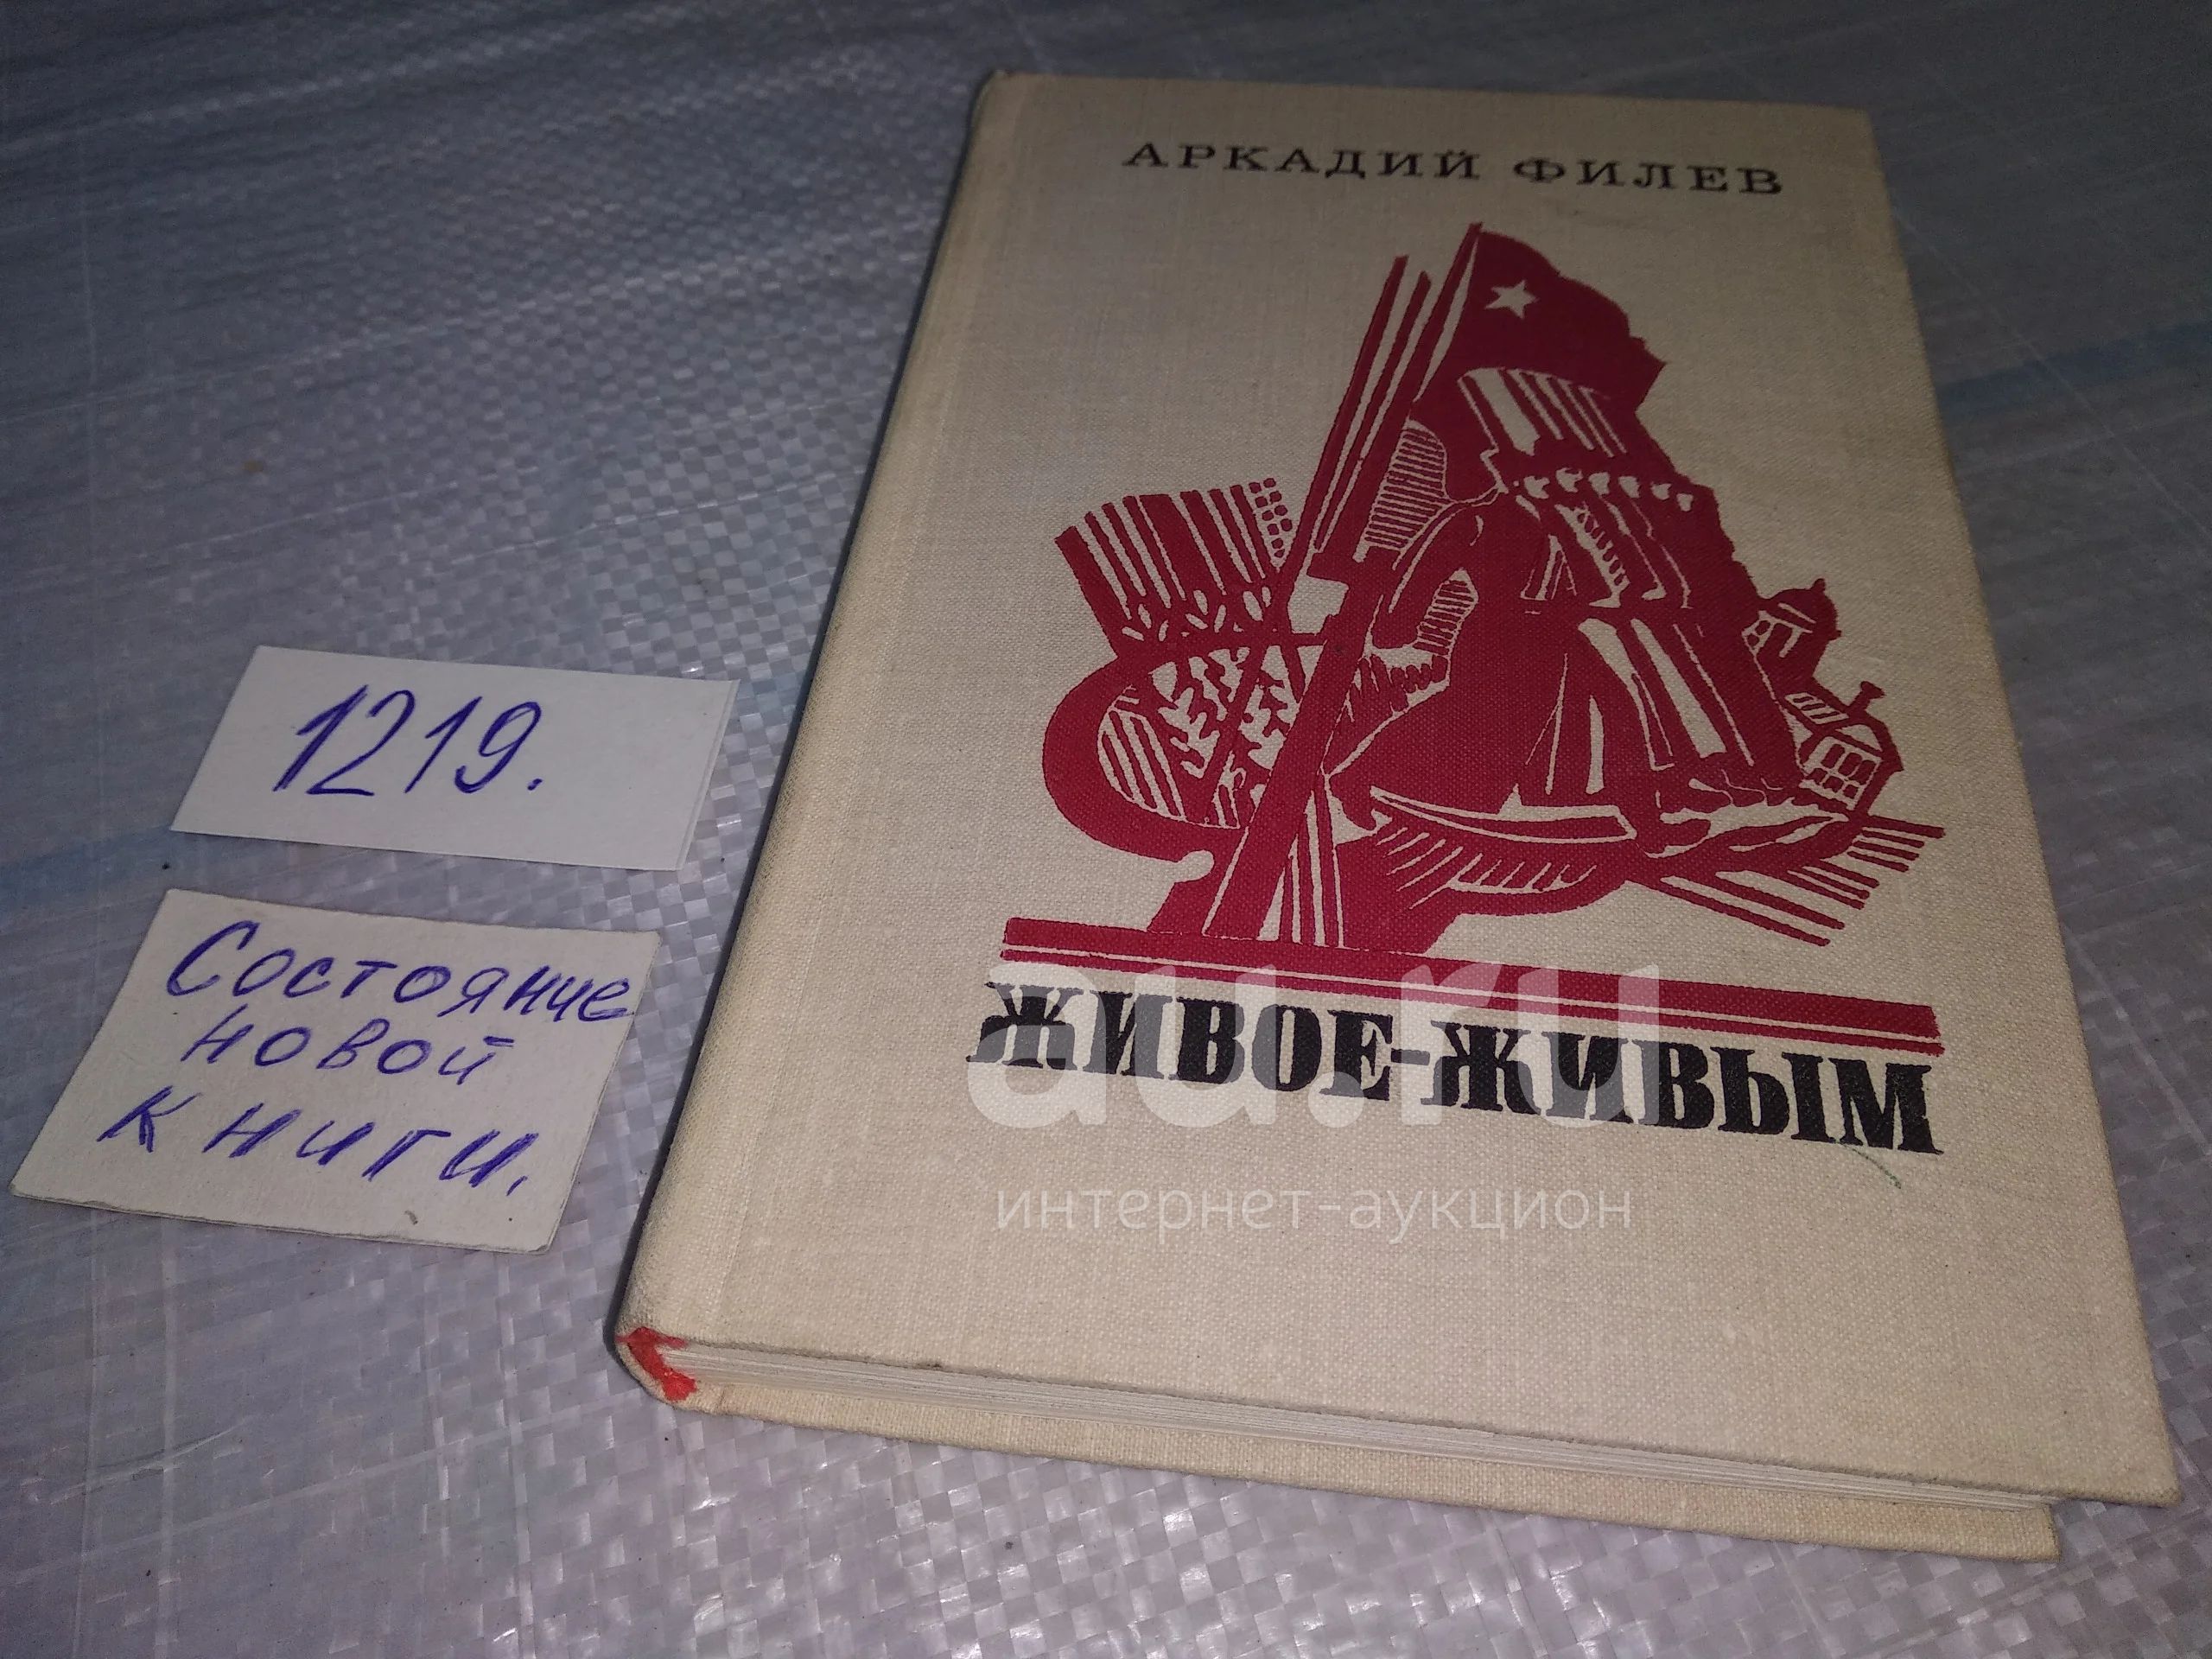 АРКАДИЙ ФИЛЕВ
ЖИВОЕ-ЖИВЫМ
1219.
Состояние
новой
книги.
au.ru
интернет-аукцион